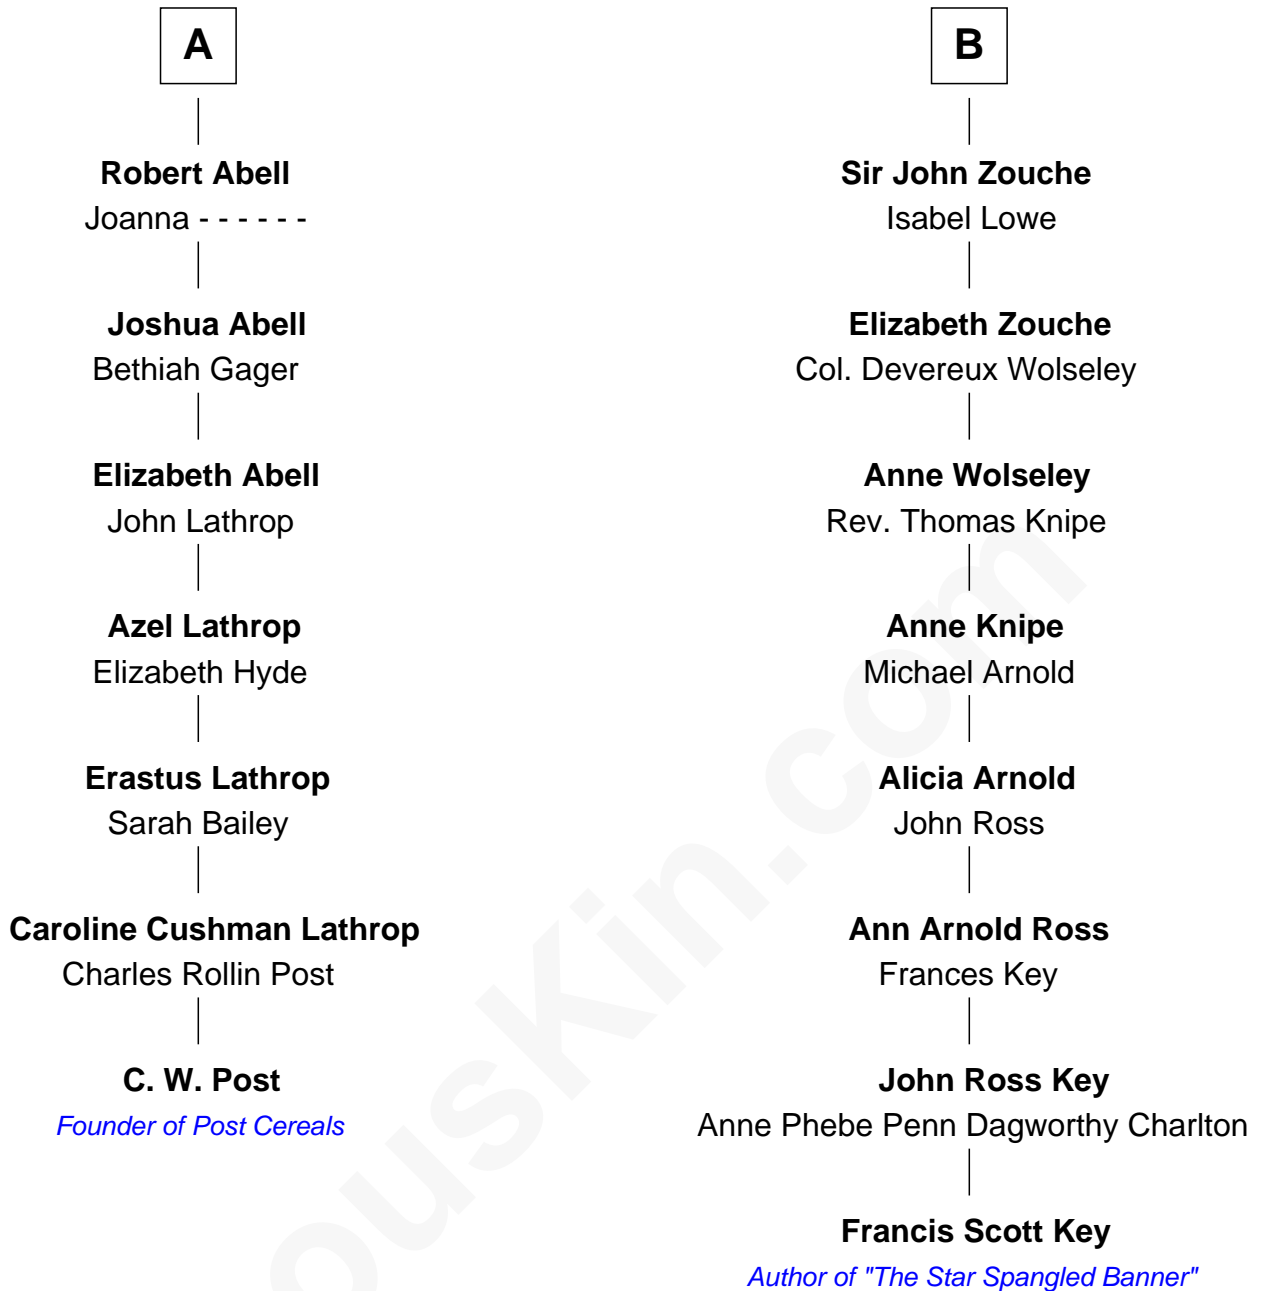 A
Robert Abell
Joanna - - - - - -
Joshua Abell
Bethiah Gager
Elizabeth Abell
John Lathrop
Azel Lathrop
Elizabeth Hyde
Erastus Lathrop
Sarah Bailey
Caroline Cushman Lathrop
Charles Rollin Post
C. W. Post
Founder of Post Cereals
B
Sir John Zouche
Isabel Lowe
Elizabeth Zouche
Col. Devereux Wolseley
Anne Wolseley
Rev. Thomas Knipe
Anne Knipe
Michael Arnold
Alicia Arnold
John Ross
Ann Arnold Ross
Frances Key
John Ross Key
Anne Phebe Penn Dagworthy Charlton
Francis Scott Key
Author of "The Star Spangled Banner"
ousKin.com